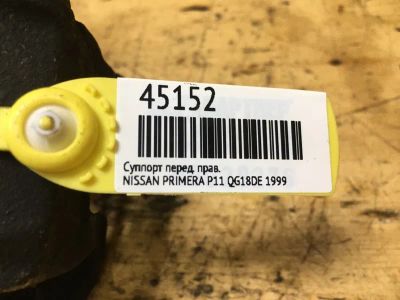 45152
Суппорт перед. прав.
NISSAN PRIMERA P11 QG18DE 1999